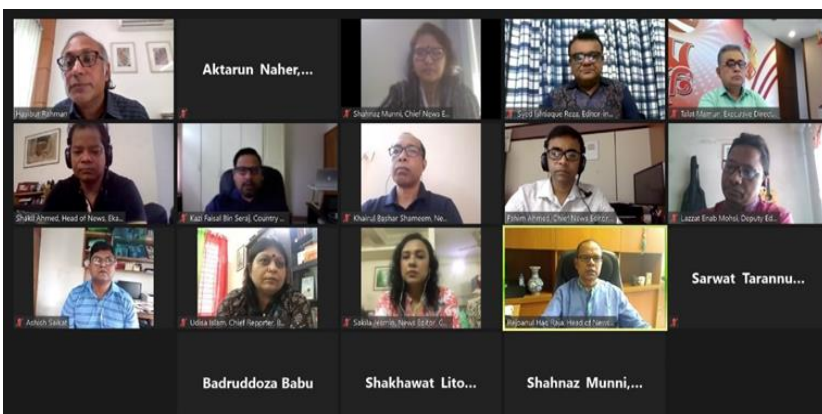 Hasibur Rahman
Aktarun Naher,...
Shahnaz Munni, Chief News E...
Syed Ishtiaque Reza, Editor in...
Talat Mamun, Executive Direct...
Shakil Ahmed, Head of News, Eka...
Kazi Faisal Bin Seraj, Country ...
Khairul Bashar Shameem, Ne...
Fahim Ahmed, Chief News Editor,...
Lazzat Enab Mohsi, Deputy Ed...
Ashish Saikat
Udisa Islam, Chief Reporter, B...
Sakila Jesmin, News Editor, C...
Rejoanul Haq Raja, Head of News...
Sarwat Tarannu...
Badruddoza Babu
Shakhawat Lito...
Shahnaz Munni,...